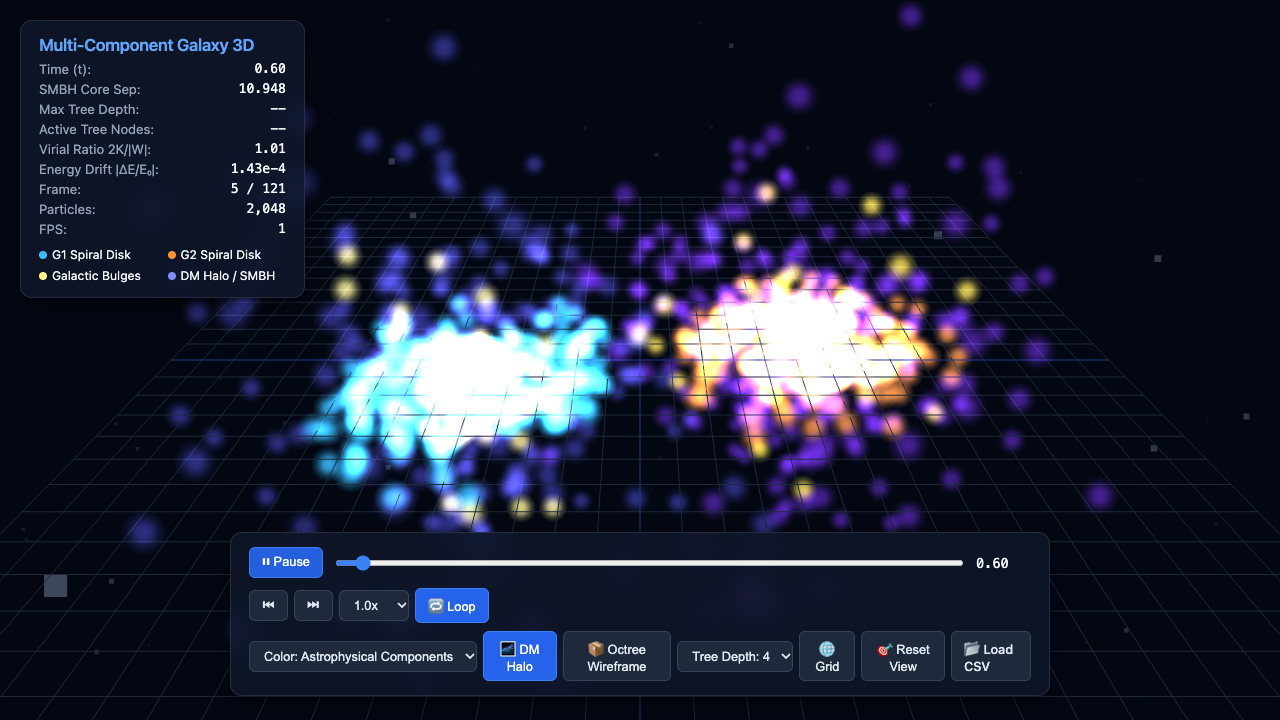 Multi-Component Galaxy 3D
Time (t): 0.60
SMBH Core Sep: 10.948
Max Tree Depth: --
Active Tree Nodes: --
Virial Ratio 2K/|W|: 1.01
Energy Drift |ΔE/E₀|: 1.43e-4
Frame: 5 / 121
Particles: 2,048
FPS: 1
G1 Spiral Disk G2 Spiral Disk
Galactic Bulges DM Halo / SMBH
⏸ Pause 0.60
⏮ ⏭ 1.0x 🔁 Loop
Color: Astrophysical Components
🌌 DM
Halo
📦 Octree
Wireframe
Tree Depth: 4
🌐
Grid
🎯 Reset
View
📂 Load
CSV